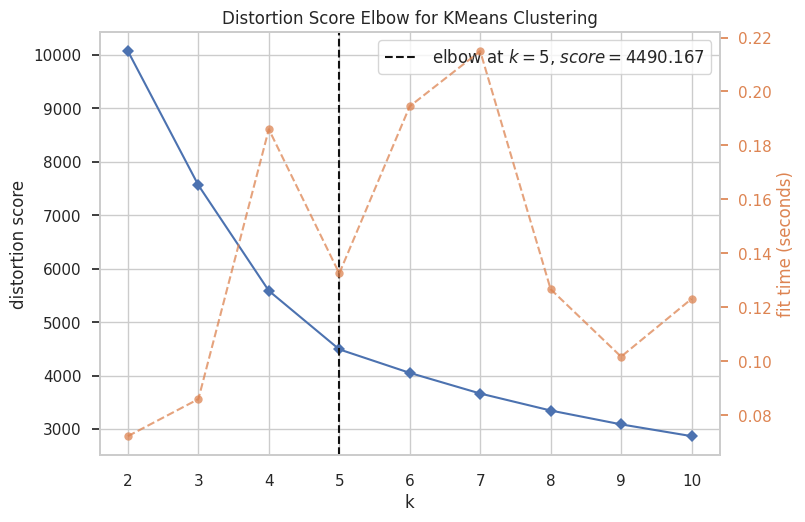 Distortion Score Elbow for KMeans Clustering
elbow at k = 5, score = 4490.167
distortion score
10000
9000
8000
7000
6000
5000
4000
3000
0.22
0.20
0.18
0.16
0.14
0.12
0.10
0.08
fit time (seconds)
2 3 4 5 6 7 8 9 10
k